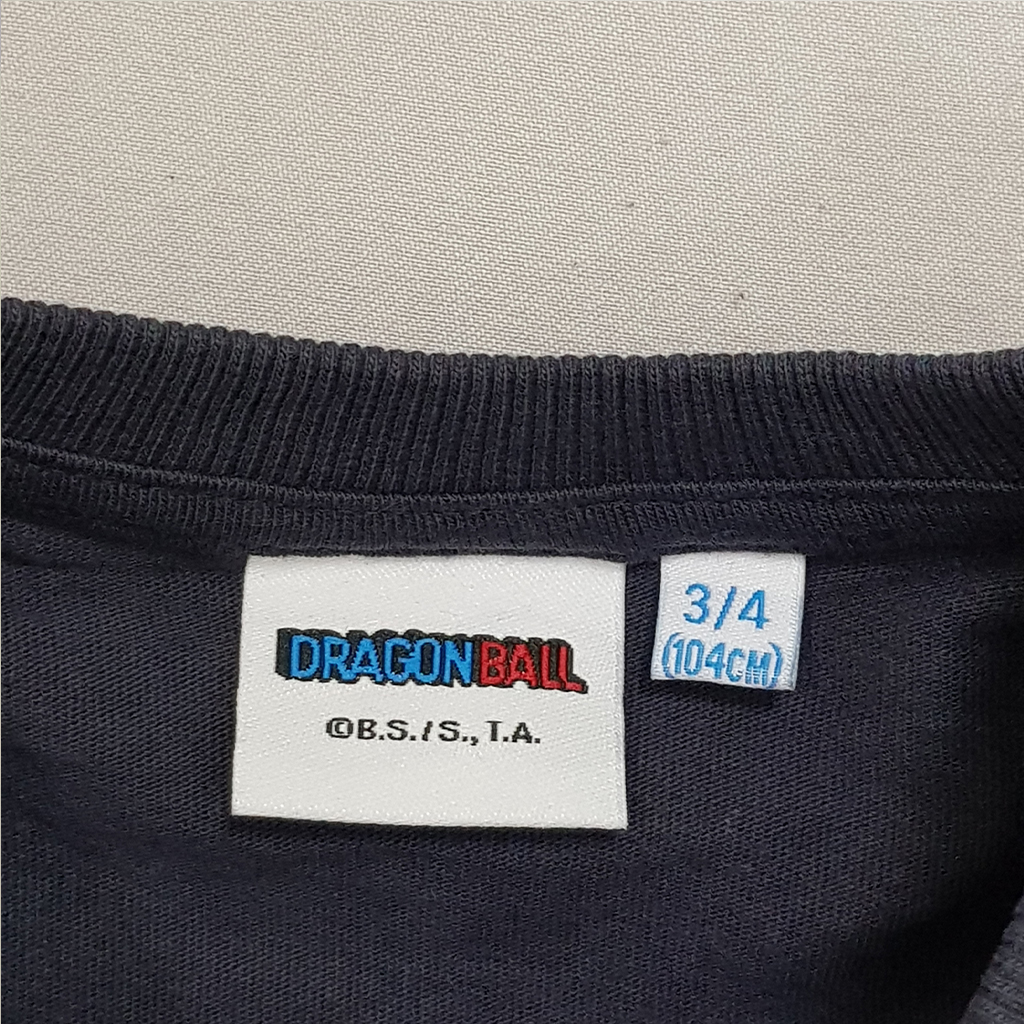 DRAGONBALL
©B.S./S., T.A.
3/4
(104CM)